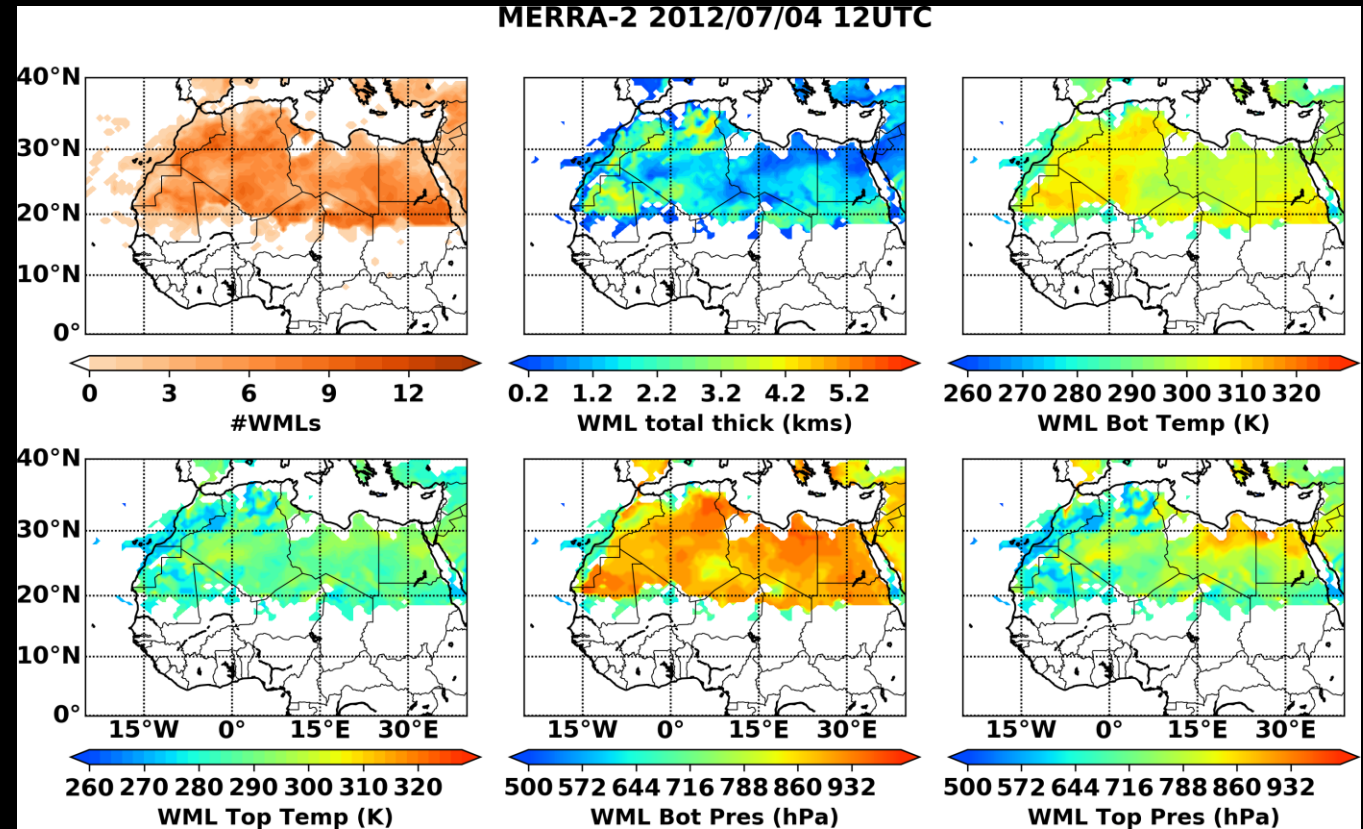 MERRA-2 2012/07/04 12UTC
40°N
30°N
20°N
10°N
0°
0 3 6 9 12
#WMLs
0.2 1.2 2.2 3.2 4.2 5.2
WML total thick (kms)
260 270 280 290 300 310 320
WML Bot Temp (K)
40°N
30°N
20°N
10°N
0°
15°W 0° 15°E 30°E
15°W 0° 15°E 30°E
15°W 0° 15°E 30°E
260 270 280 290 300 310 320
WML Top Temp (K)
500 572 644 716 788 860 932
WML Bot Pres (hPa)
500 572 644 716 788 860 932
WML Top Pres (hPa)